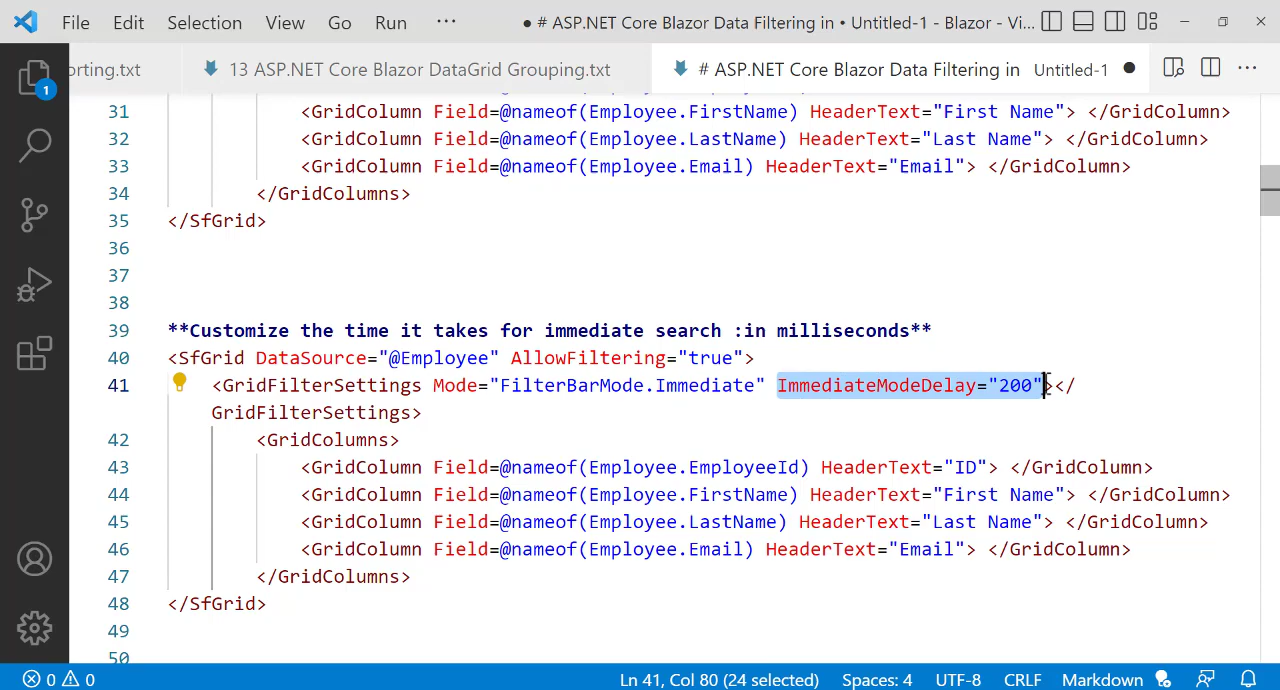 File Edit Selection View Go Run ··· ● # ASP.NET Core Blazor Data Filtering in • Untitled-1 - Blazor - Vi...
orting.txt 13 ASP.NET Core Blazor DataGrid Grouping.txt # ASP.NET Core Blazor Data Filtering in Untitled-1 ●
1
31 <GridColumn Field=@nameof(Employee.FirstName) HeaderText="First Name"> </GridColumn>
32 <GridColumn Field=@nameof(Employee.LastName) HeaderText="Last Name"> </GridColumn>
33 <GridColumn Field=@nameof(Employee.Email) HeaderText="Email"> </GridColumn>
34 </GridColumns>
35 </SfGrid>
36
37
38
39 **Customize the time it takes for immediate search :in milliseconds**
40 <SfGrid DataSource="@Employee" AllowFiltering="true">
41 <GridFilterSettings Mode="FilterBarMode.Immediate" ImmediateModeDelay="200"></
GridFilterSettings>
42 <GridColumns>
43 <GridColumn Field=@nameof(Employee.EmployeeId) HeaderText="ID"> </GridColumn>
44 <GridColumn Field=@nameof(Employee.FirstName) HeaderText="First Name"> </GridColumn>
45 <GridColumn Field=@nameof(Employee.LastName) HeaderText="Last Name"> </GridColumn>
46 <GridColumn Field=@nameof(Employee.Email) HeaderText="Email"> </GridColumn>
47 </GridColumns>
48 </SfGrid>
49
50
0 0 Ln 41, Col 80 (24 selected) Spaces: 4 UTF-8 CRLF Markdown